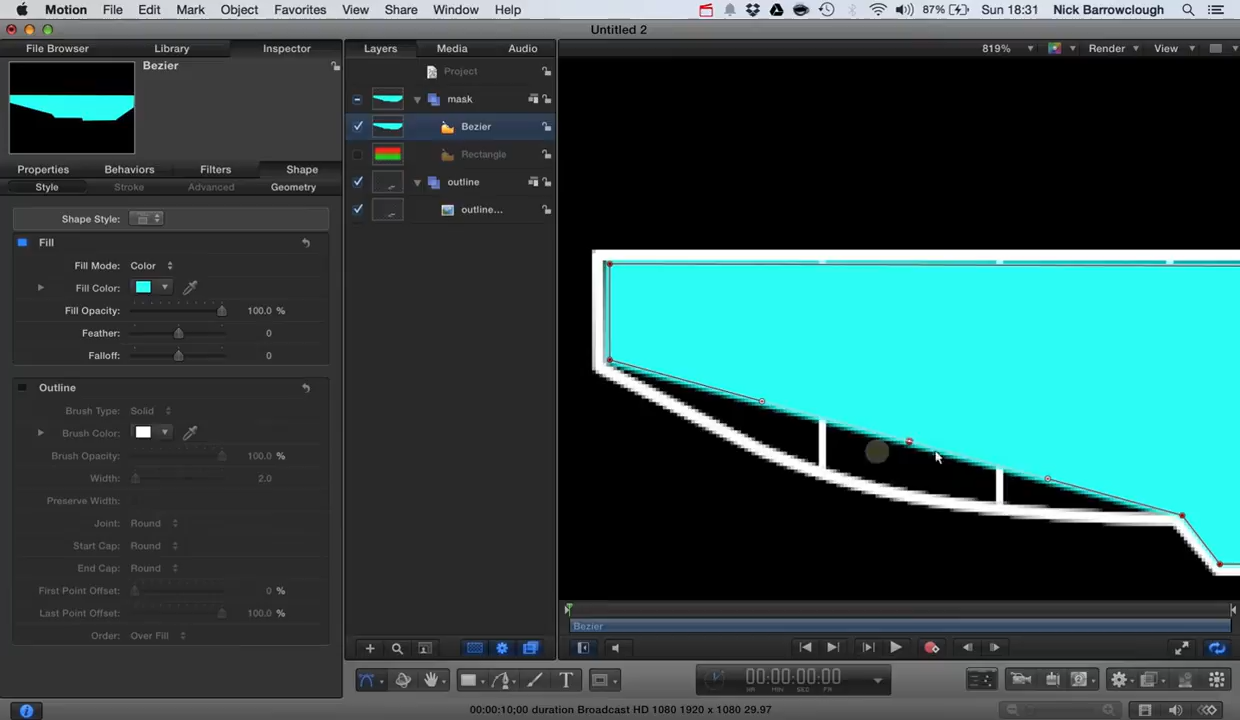 Motion File Edit Mark Object Favorites View Share Window Help 87% Sun 18:31 Nick Barrowclough
Untitled 2
File Browser Library Inspector Layers Media Audio 819% Render View
Bezier
Project
mask
Bezier
Rectangle
outline
outline...
Properties Behaviors Filters Shape
Style Stroke Advanced Geometry
Shape Style:
Fill
Fill Mode: Color
Fill Color:
Fill Opacity: 100.0 %
Feather: 0
Falloff: 0
Outline
Brush Type: Solid
Brush Color:
Brush Opacity: 100.0 %
Width: 2.0
Preserve Width:
Joint: Round
Start Cap: Round
End Cap: Round
First Point Offset: 0 %
Last Point Offset: 100.0 %
Order: Over Fill
Bezier
00:00:00:00
00:00:10;00 duration Broadcast HD 1080 1920 x 1080 29.97